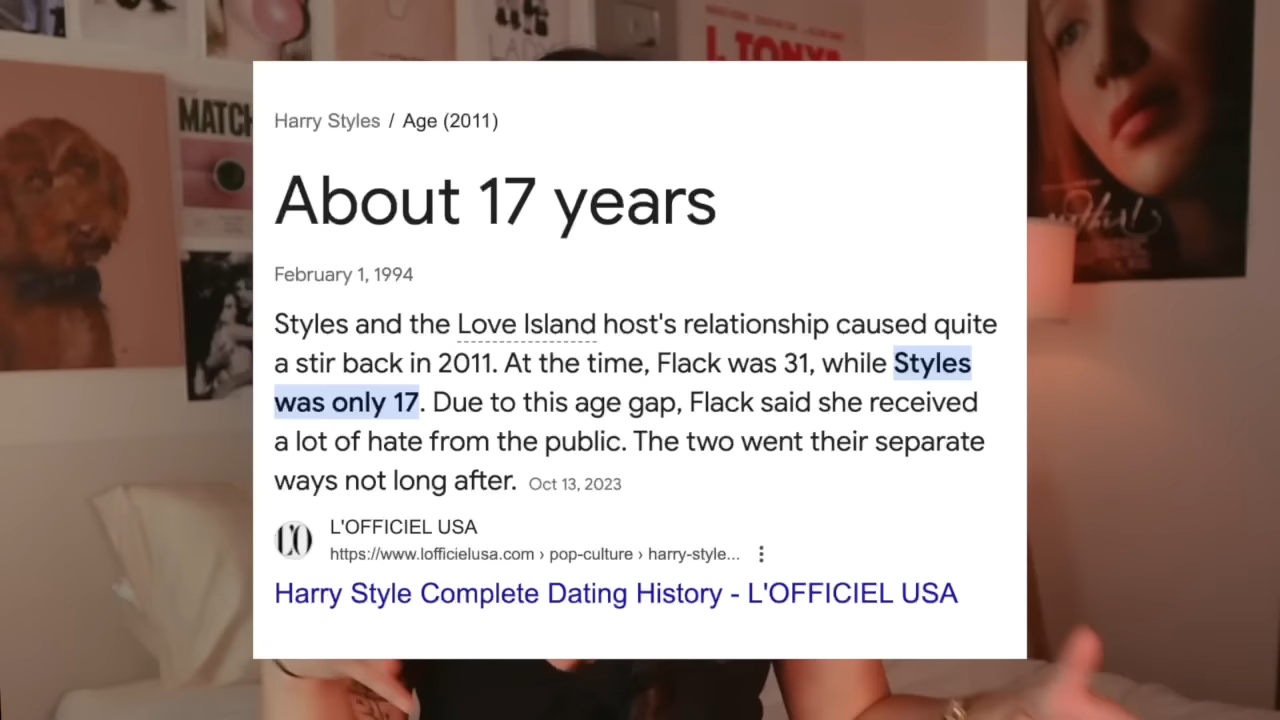 LADY
I, TONYA
MATCH
Harry Styles / Age (2011)
About 17 years
February 1, 1994
Styles and the Love Island host's relationship caused quite
a stir back in 2011. At the time, Flack was 31, while Styles
was only 17. Due to this age gap, Flack said she received
a lot of hate from the public. The two went their separate
ways not long after. Oct 13, 2023
L'OFFICIEL USA
https://www.lofficielusa.com › pop-culture › harry-style...
Harry Style Complete Dating History - L'OFFICIEL USA